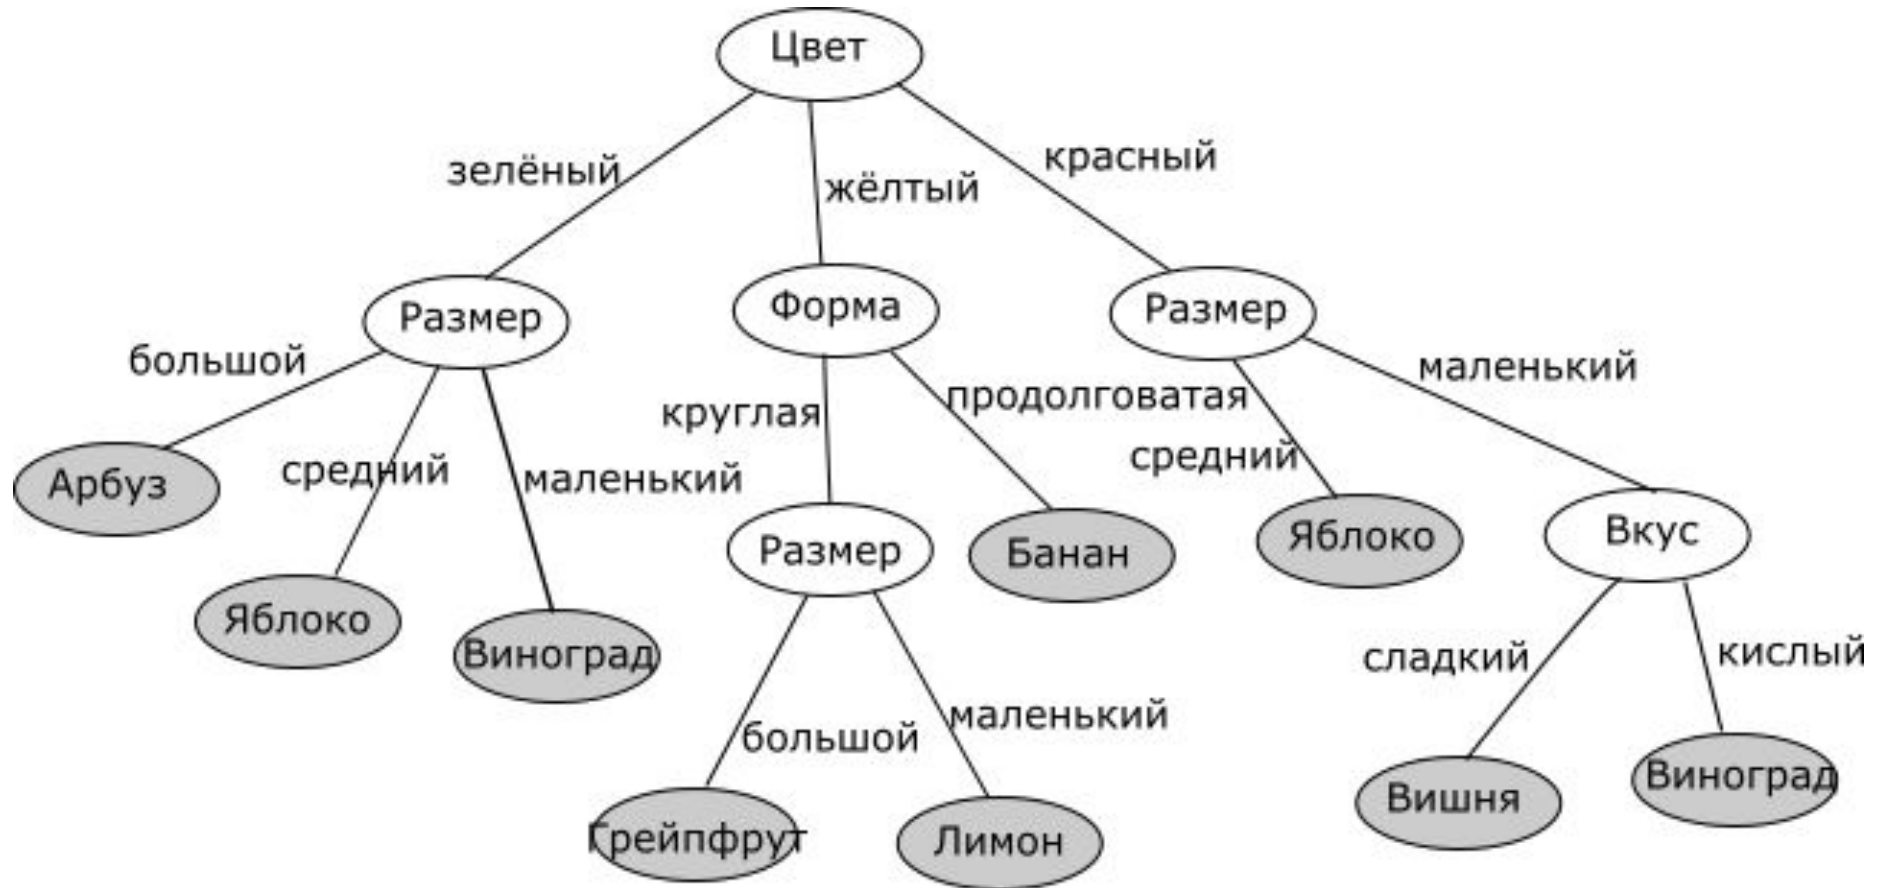 Цвет
зелёный
жёлтый
красный
Размер
Форма
Размер
большой
средний
маленький
круглая
продолговатая
средний
маленький
Арбуз
Яблоко
Виноград
Размер
Банан
Яблоко
Вкус
большой
маленький
сладкий
кислый
Грейпфрут
Лимон
Вишня
Виноград